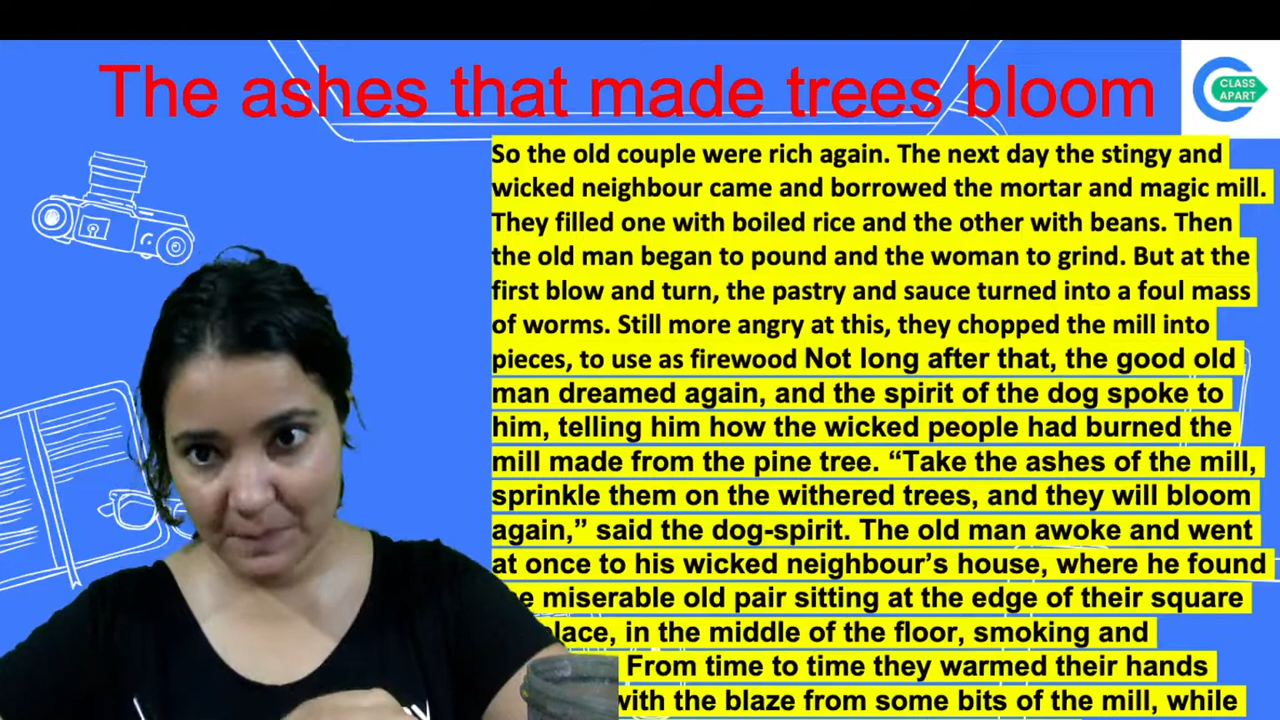 The ashes that made trees bloom
CLASS
APART
So the old couple were rich again. The next day the stingy and
wicked neighbour came and borrowed the mortar and magic mill.
They filled one with boiled rice and the other with beans. Then
the old man began to pound and the woman to grind. But at the
first blow and turn, the pastry and sauce turned into a foul mass
of worms. Still more angry at this, they chopped the mill into
pieces, to use as firewood Not long after that, the good old
man dreamed again, and the spirit of the dog spoke to
him, telling him how the wicked people had burned the
mill made from the pine tree. “Take the ashes of the mill,
sprinkle them on the withered trees, and they will bloom
again,” said the dog-spirit. The old man awoke and went
at once to his wicked neighbour’s house, where he found
miserable old pair sitting at the edge of their square
in the middle of the floor, smoking and
From time to time they warmed their hands
with the blaze from some bits of the mill, while